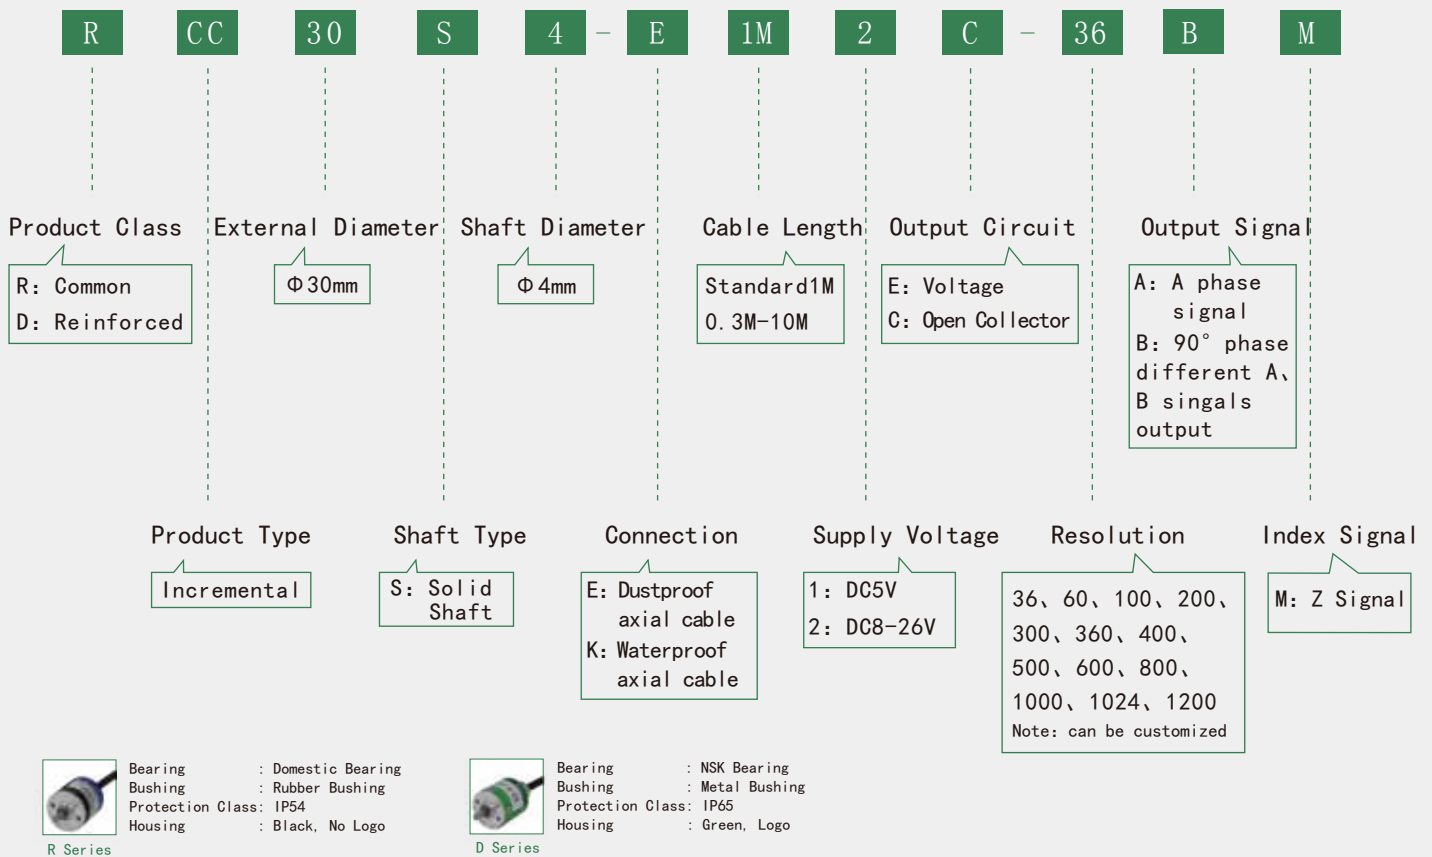 R CC 30 S 4 - E 1M 2 C - 36 B M
Product Class
R: Common
D: Reinforced
External Diameter
Φ30mm
Shaft Diameter
Φ4mm
Cable Length
Standard1M
0.3M-10M
Output Circuit
E: Voltage
C: Open Collector
Output Signal
A: A phase
signal
B: 90° phase
different A、
B singals
output
Product Type
Incremental
Shaft Type
S: Solid
Shaft
Connection
E: Dustproof
axial cable
K: Waterproof
axial cable
Supply Voltage
1: DC5V
2: DC8-26V
Resolution
36、60、100、200、
300、360、400、
500、600、800、
1000、1024、1200
Note: can be customized
Index Signal
M: Z Signal
Bearing : Domestic Bearing
Bushing : Rubber Bushing
Protection Class: IP54
Housing : Black, No Logo
R Series
Bearing : NSK Bearing
Bushing : Metal Bushing
Protection Class: IP65
Housing : Green, Logo
D Series